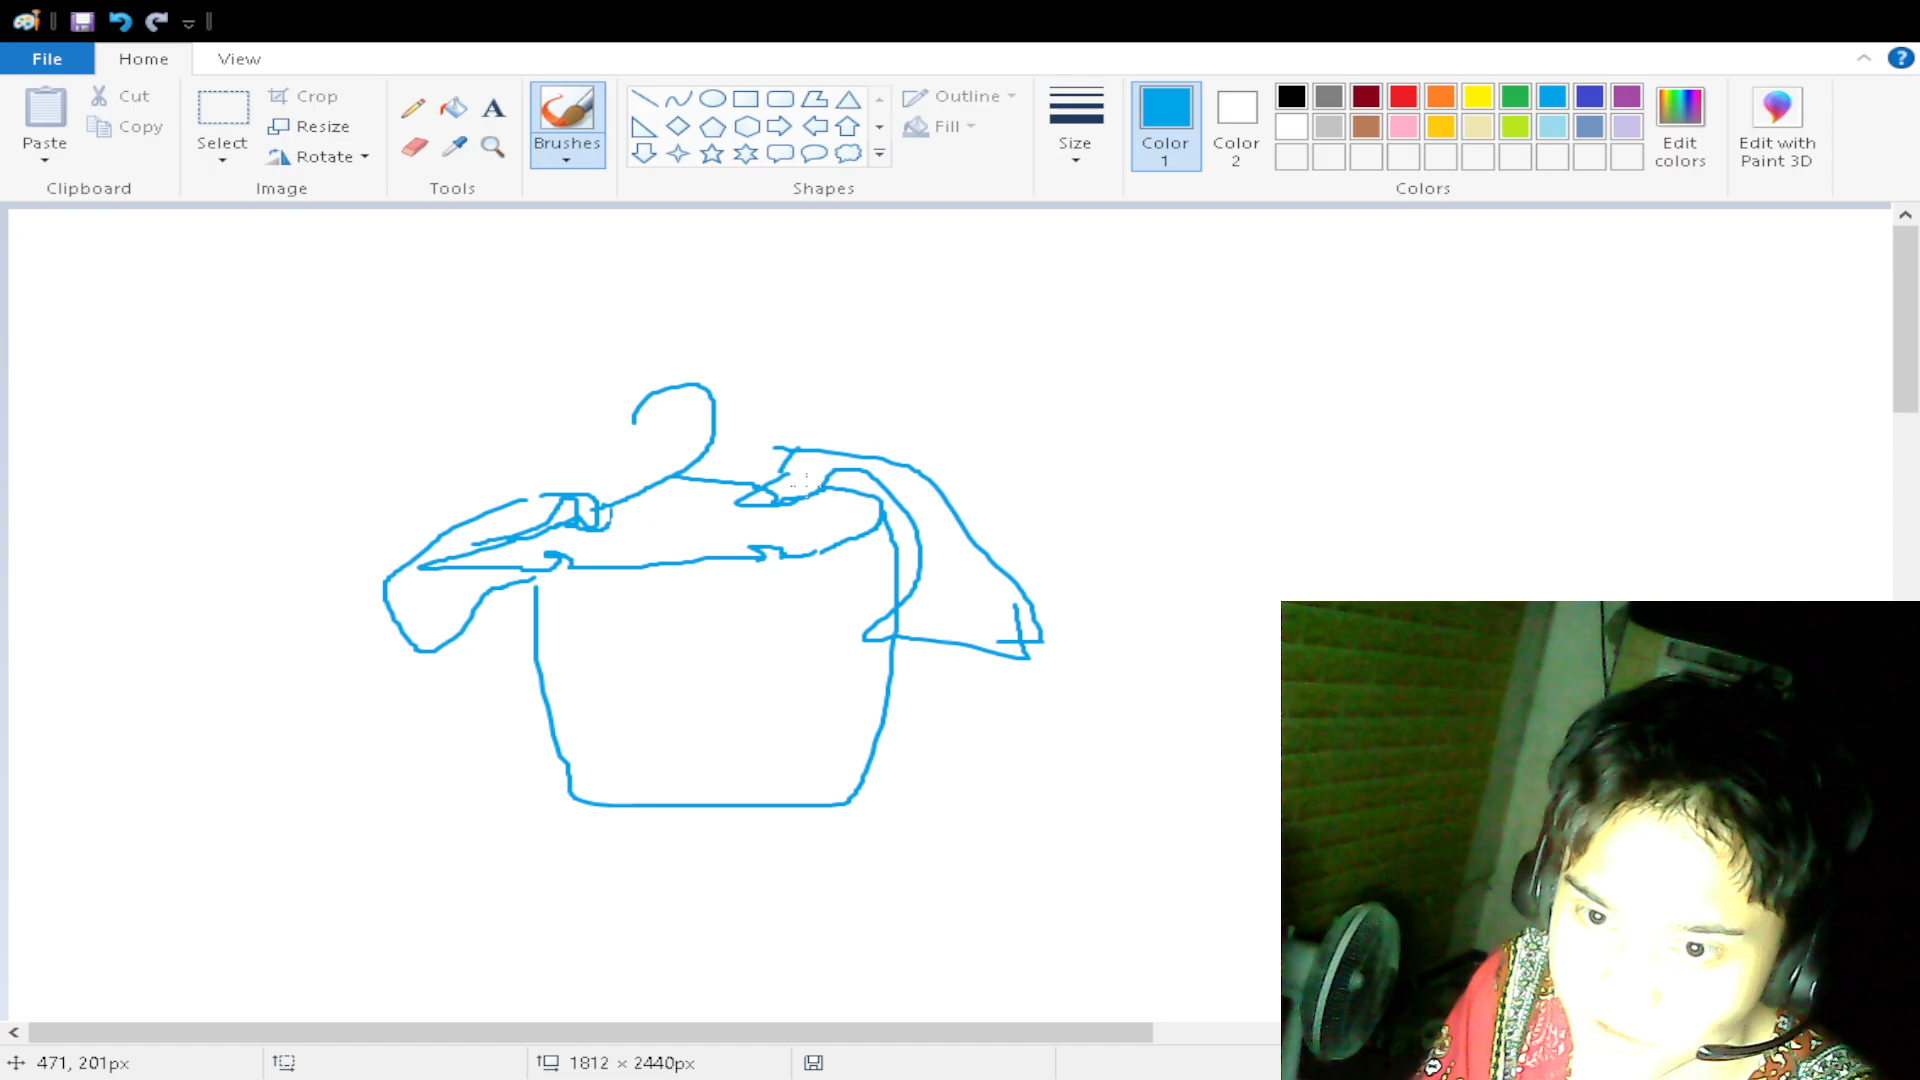 File Home View
Paste
Cut
Copy
Clipboard
Select
Crop
Resize
Rotate
Image
Tools
Brushes
Shapes
Outline
Fill
Size
Color 1
Color 2
Colors
Edit colors
Edit with Paint 3D
471, 201px
1812 × 2440px